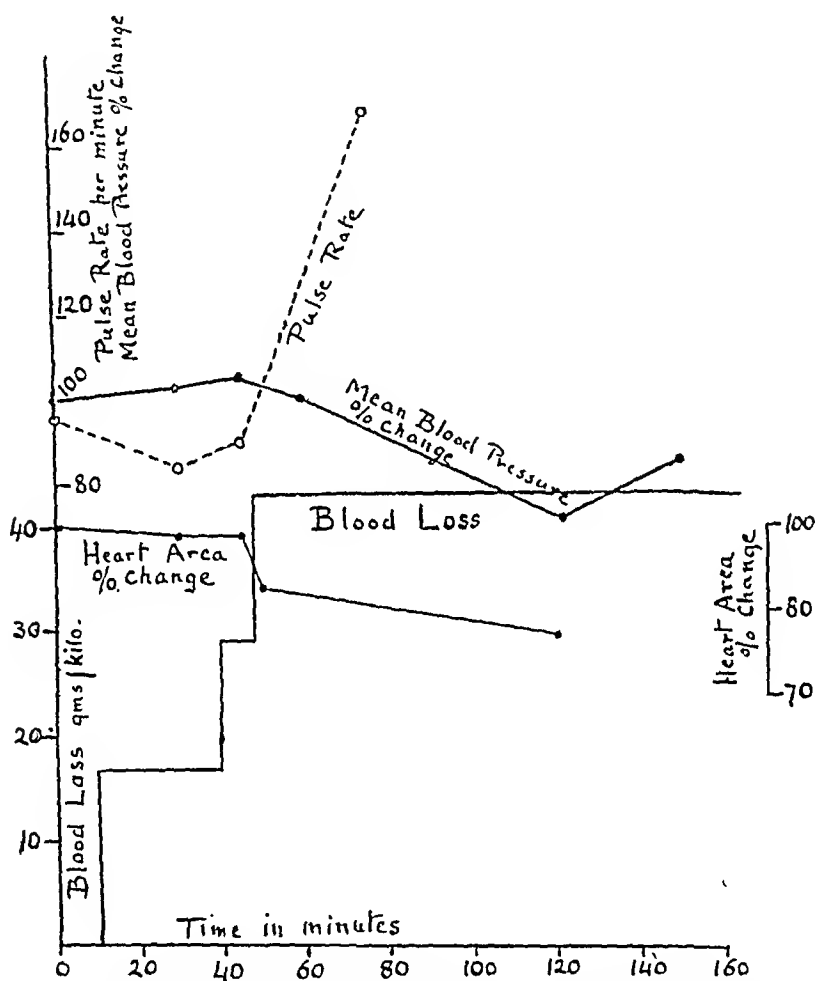 Pulse Rate per minute
Mean Blood Pressure % Change
160
140
120
100
80
Pulse Rate
Mean Blood Pressure
% Change
40
30
20
10
Blood Loss gms/kilo.
Heart Area
%. Change
Blood Loss
100
80
70
Heart Area
% Change
Time in minutes
0 20 40 60 80 100 120 140 160